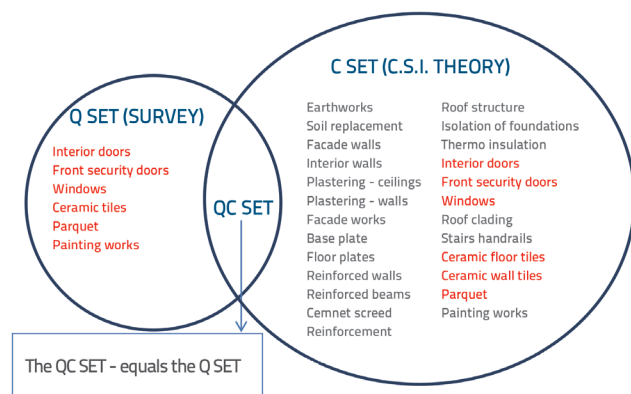 C SET (C.S.I. THEORY)
Q SET (SURVEY)
Interior doors
Front security doors
Windows
Ceramic tiles
Parquet
Painting works
QC SET
Earthworks
Soil replacement
Facade walls
Interior walls
Plastering - ceilings
Plastering - walls
Facade works
Base plate
Floor plates
Reinforced walls
Reinforced beams
Cemnet screed
Reinforcement
Roof structure
Isolation of foundations
Thermo insulation
Interior doors
Front security doors
Windows
Roof clading
Stairs handrails
Ceramic floor tiles
Ceramic wall tiles
Parquet
Painting works
The QC SET - equals the Q SET